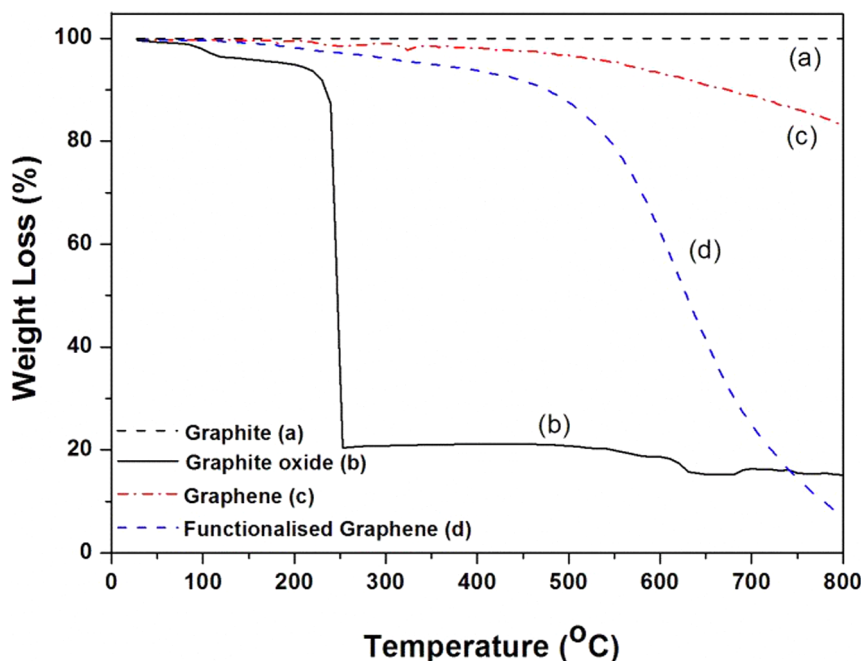 Weight Loss (%)
100
80
60
40
20
0
(a)
(c)
(d)
(b)
Graphite (a)
Graphite oxide (b)
Graphene (c)
Functionalised Graphene (d)
0 100 200 300 400 500 600 700 800
Temperature (°C)